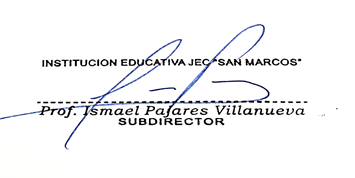 INSTITUCION EDUCATIVA JEC "SAN MARCOS"
Prof. Ismael Pajares Villanueva
SUBDIRECTOR